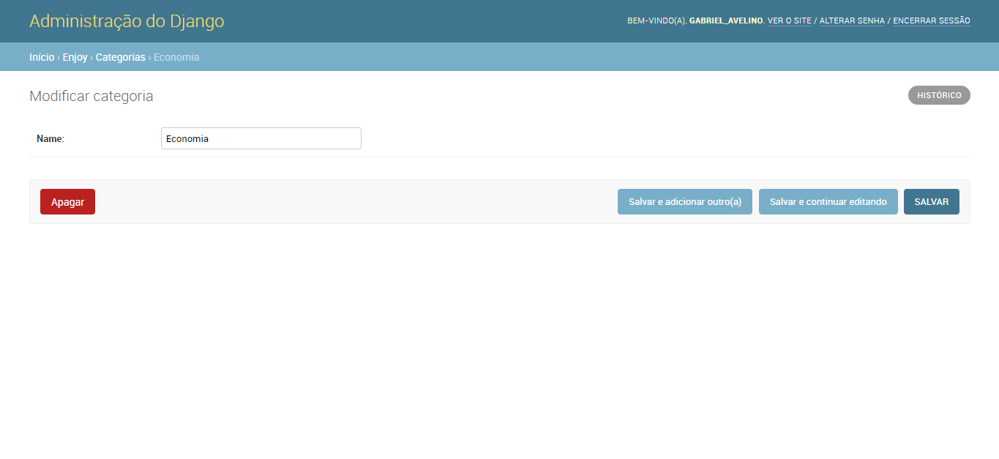 Administração do Django
BEM-VINDO(A), GABRIEL_AVELINO. VER O SITE / ALTERAR SENHA / ENCERRAR SESSÃO
Início › Enjoy › Categorias › Economia
Modificar categoria
HISTÓRICO
Name:
Economia
Apagar
Salvar e adicionar outro(a)
Salvar e continuar editando
SALVAR